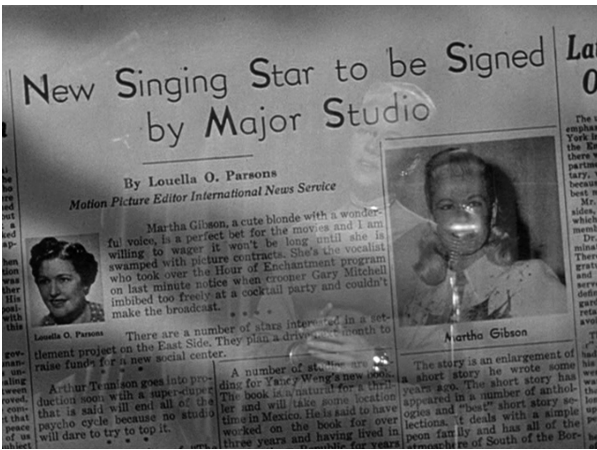 New Singing Star to be Signed
by Major Studio
By Louella O. Parsons
Motion Picture Editor International News Service
Martha Gibson, a cute blonde with a wonder-
ful voice, is a perfect bet for the movies and I am
willing to wager it won't be long until she is
swamped with picture contracts. She's the vocalist
who took over the Hour of Enchantment program
on last minute notice when crooner Gary Mitchell
imbibed too freely at a cocktail party and couldn't
make the broadcast.
Louella O. Parsons
There are a number of stars interested in a set-
tlement project on the East Side. They plan a drive next month to
raise funds for a new social center.
Arthur Tennison goes into pro-
duction soon with a super-duper
that is said will end all of the
psycho cycle because no studio
will dare to try to top it.
A number of studios are
ding for Yancy Weng's new book.
The book is a natural for a thril-
ler and will take some location
time in Mexico. He is said to have
worked on the book for over
three years and having lived in
Republic for years
Martha Gibson
The story is an enlargement of
a short story he wrote some
years ago. The short story has
appeared in a number of anthol-
ogies and "best" short story se-
lections. It deals with a simple
peon family and has all of the
atmosphere of South of the Bor-